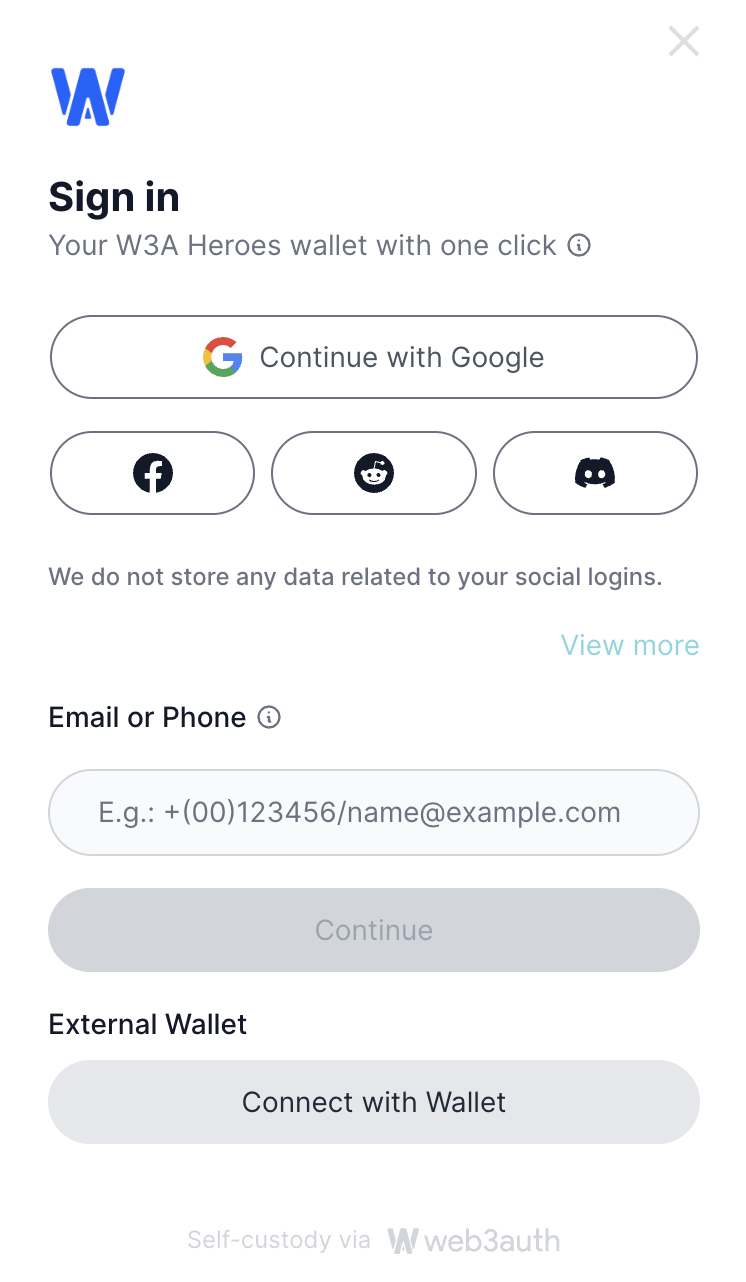 Sign in
Your W3A Heroes wallet with one click
Continue with Google
We do not store any data related to your social logins.
View more
Email or Phone
E.g.: +(00)123456/name@example.com
Continue
External Wallet
Connect with Wallet
Self-custody via web3auth